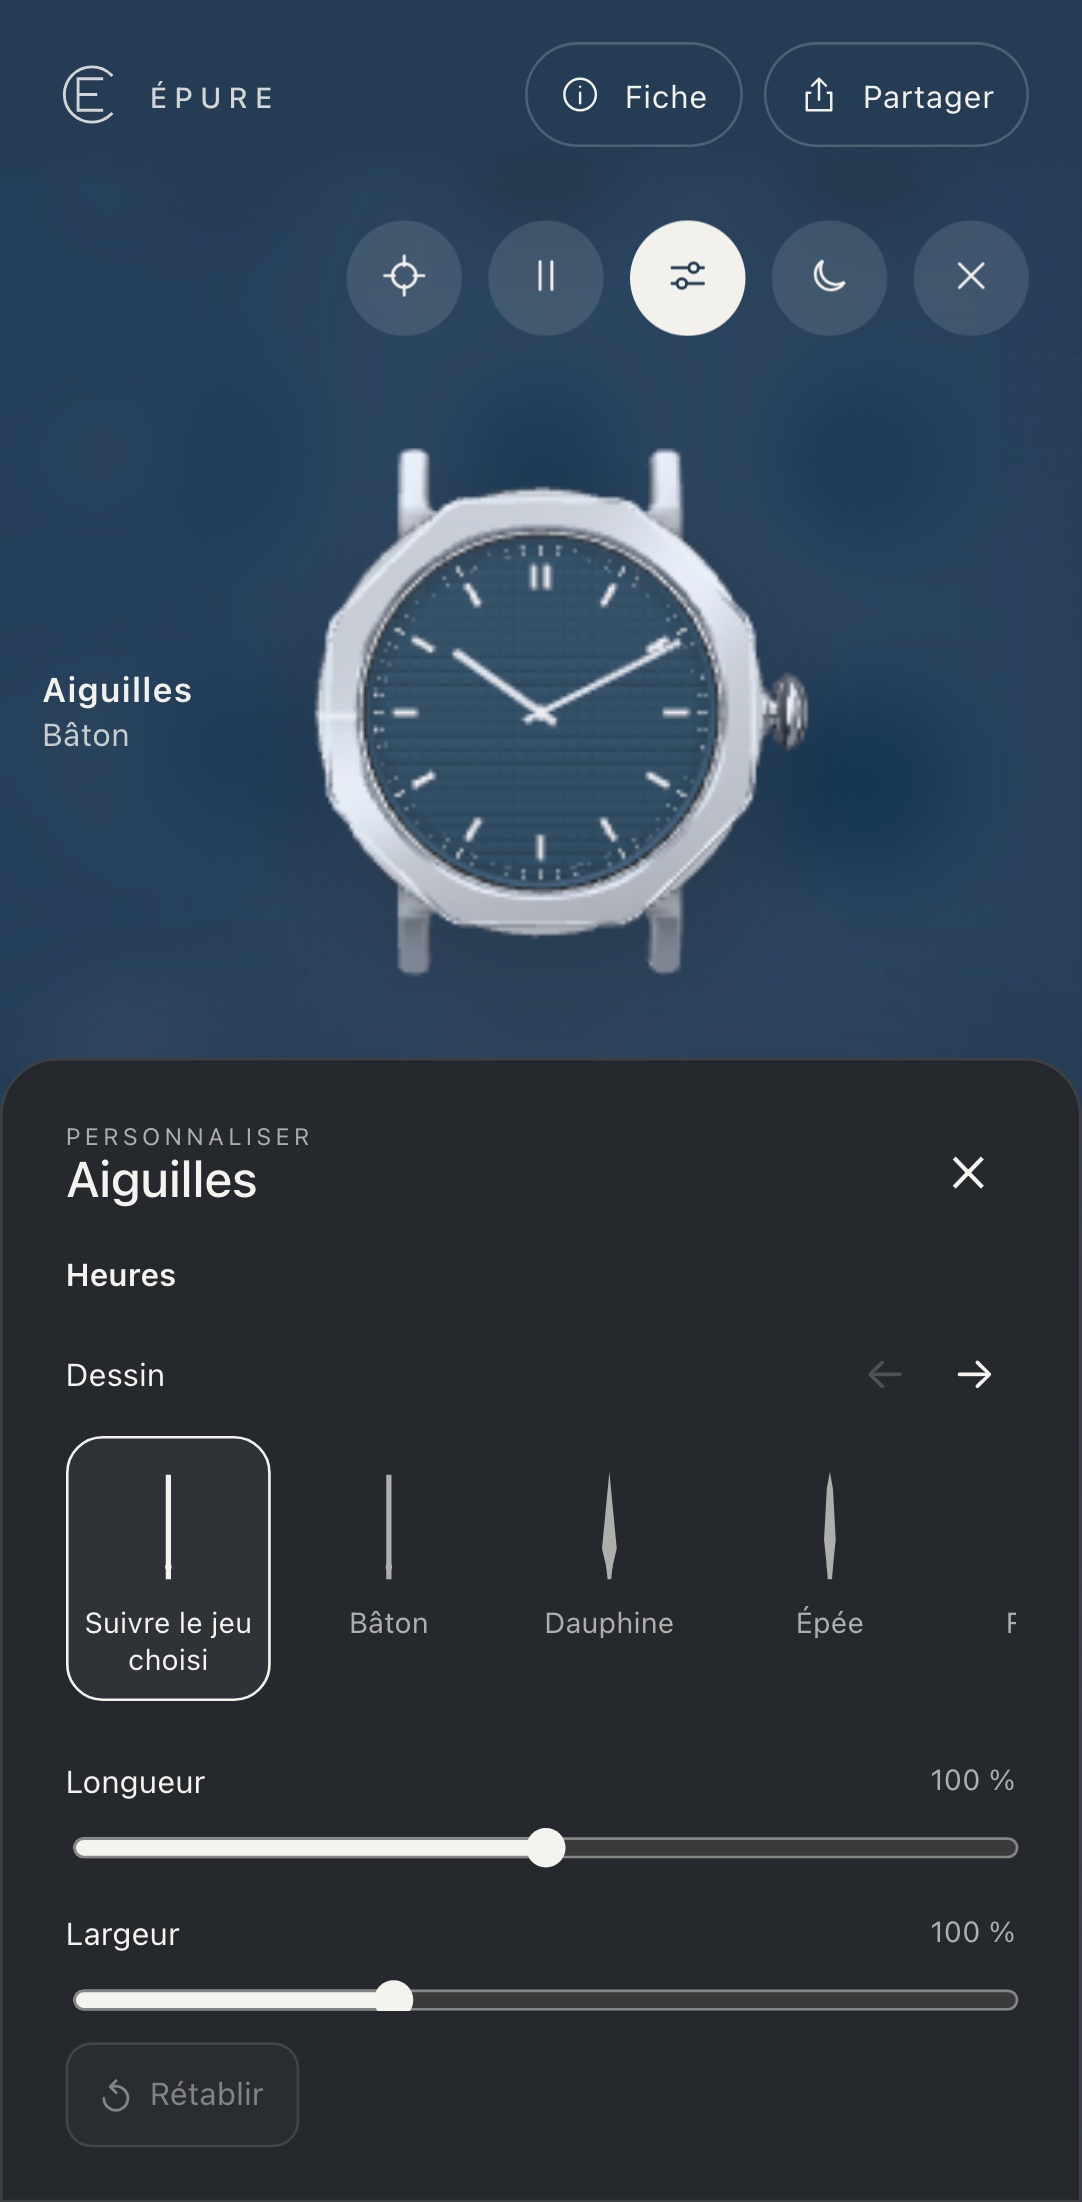 ÉPURE
Fiche
Partager
Aiguilles
Bâton
PERSONNALISER
Aiguilles
Heures
Dessin
Suivre le jeu
choisi
Bâton
Dauphine
Épée
Longueur
100 %
Largeur
100 %
Rétablir